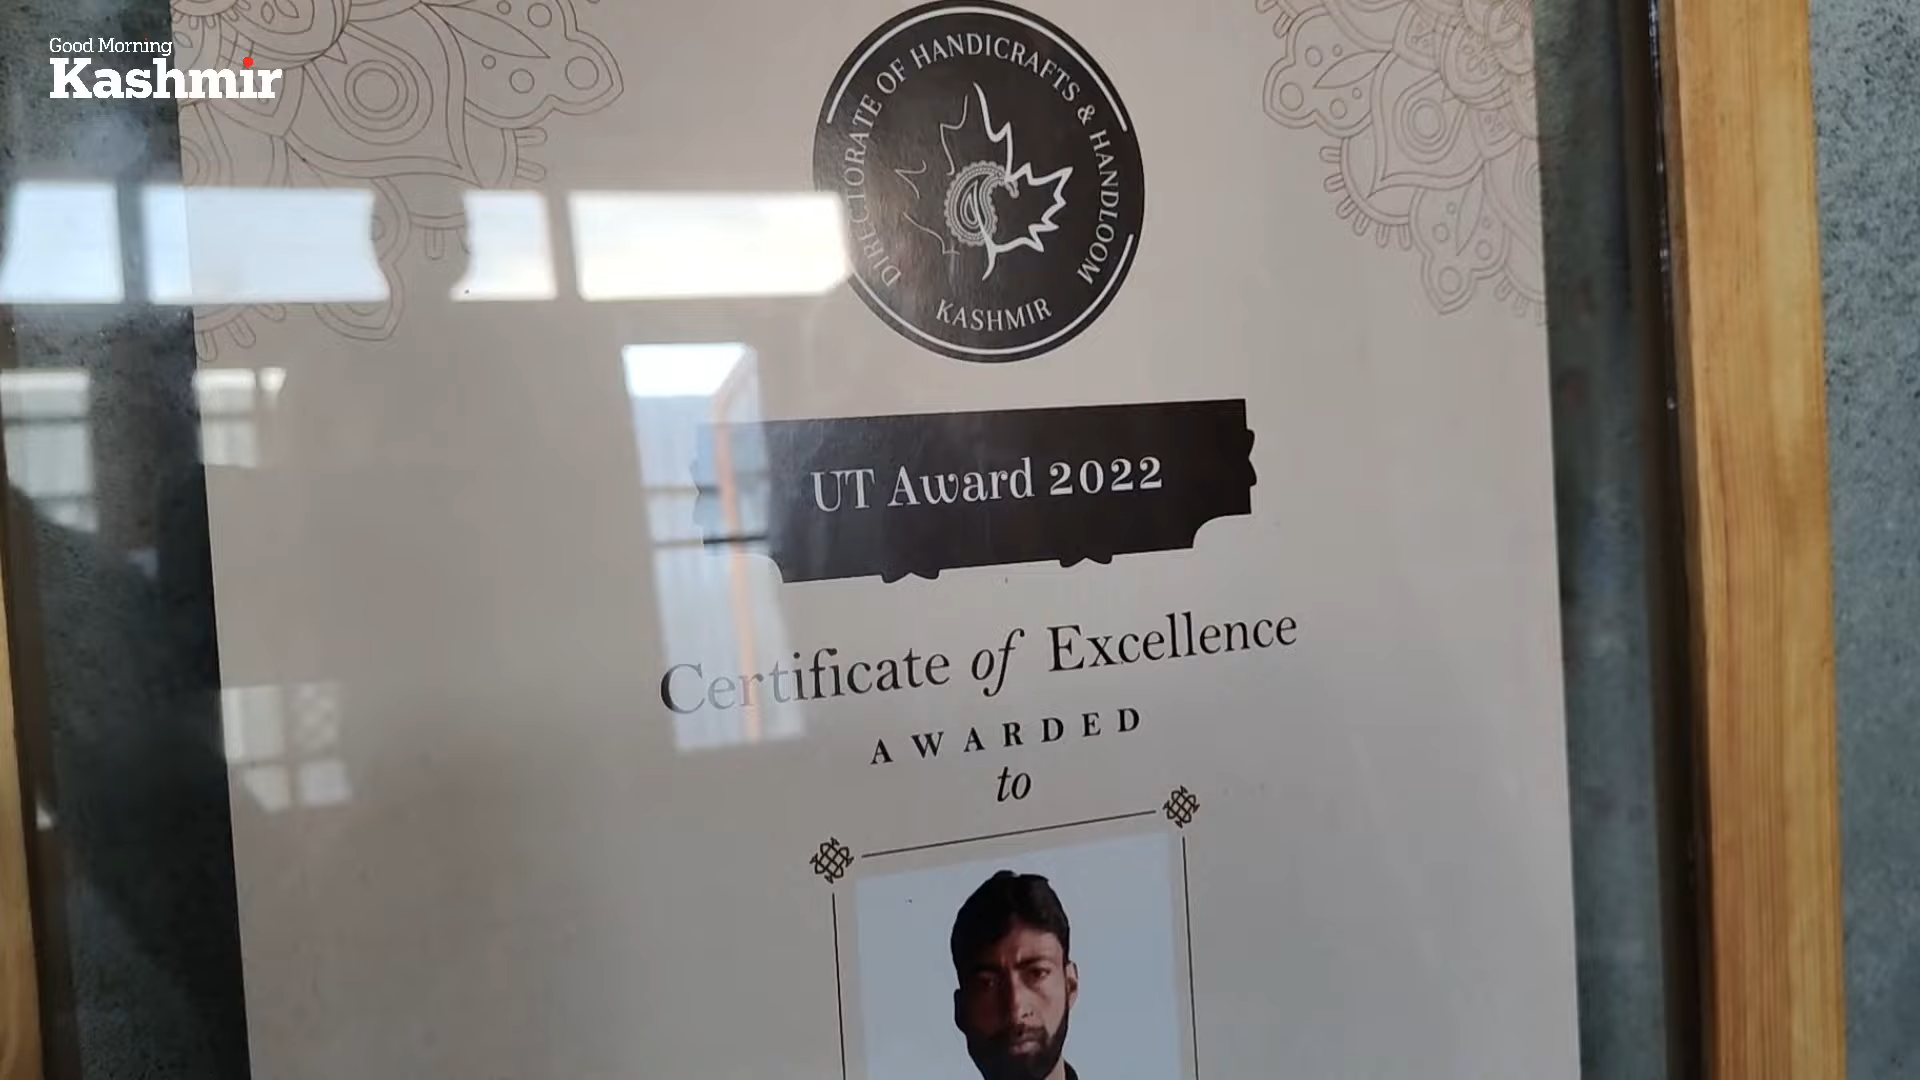 Good Morning
Kashmir
DIRECTORATE OF HANDICRAFTS & HANDLOOM
KASHMIR
UT Award 2022
Certificate of Excellence
AWARDED
to